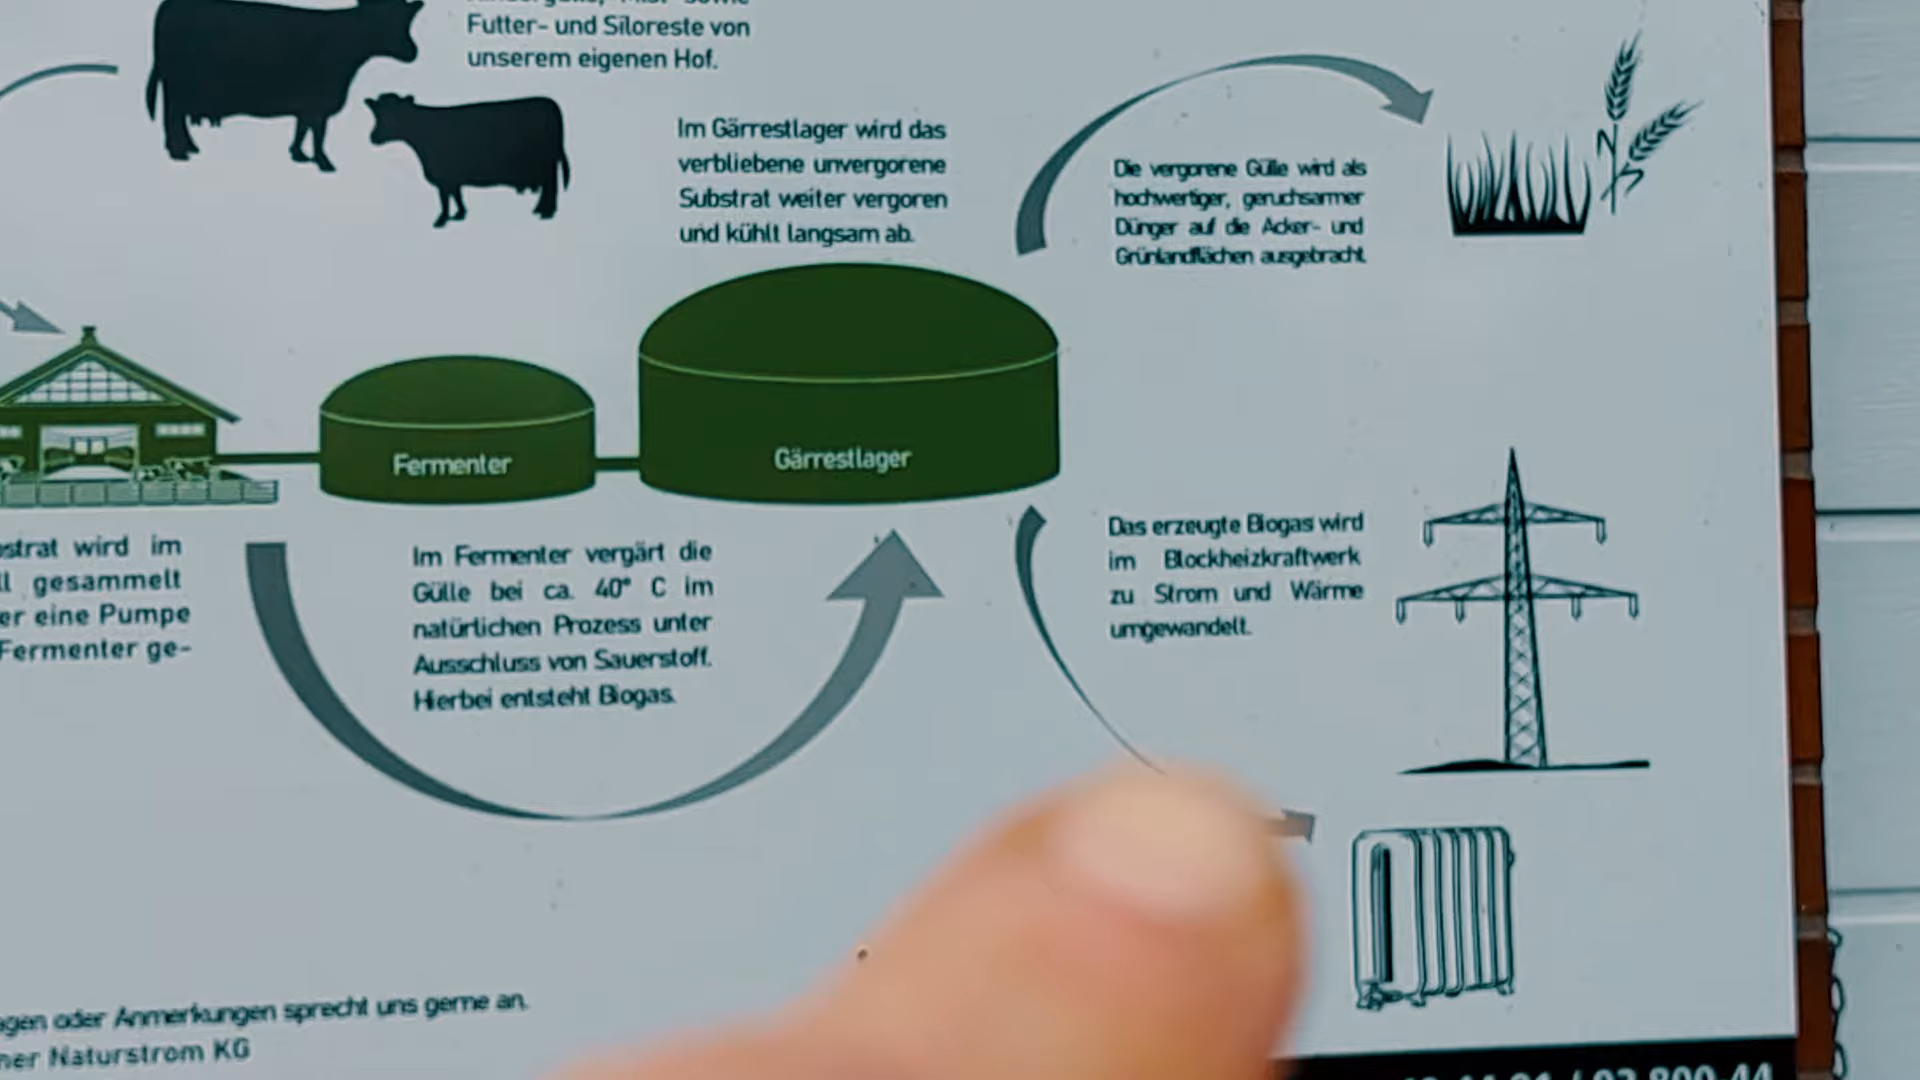 Futter- und Siloreste von
unserem eigenen Hof.
Im Gärrestlager wird das
verbliebene unvergorene
Substrat weiter vergoren
und kühlt langsam ab.
Die vergorene Gülle wird als
hochwertiger, geruchsarmer
Dünger auf die Acker- und
Grünlandflächen ausgebracht.
Fermenter
Gärrestlager
wird im
gesammelt
eine Pumpe
Fermenter ge-
Im Fermenter vergärt die
Gülle bei ca. 40° C im
natürlichen Prozess unter
Ausschluss von Sauerstoff.
Hierbei entsteht Biogas.
Das erzeugte Biogas wird
im Blockheizkraftwerk
zu Strom und Wärme
umgewandelt.
oder Anmerkungen sprecht uns gerne an.
Naturstrom KG